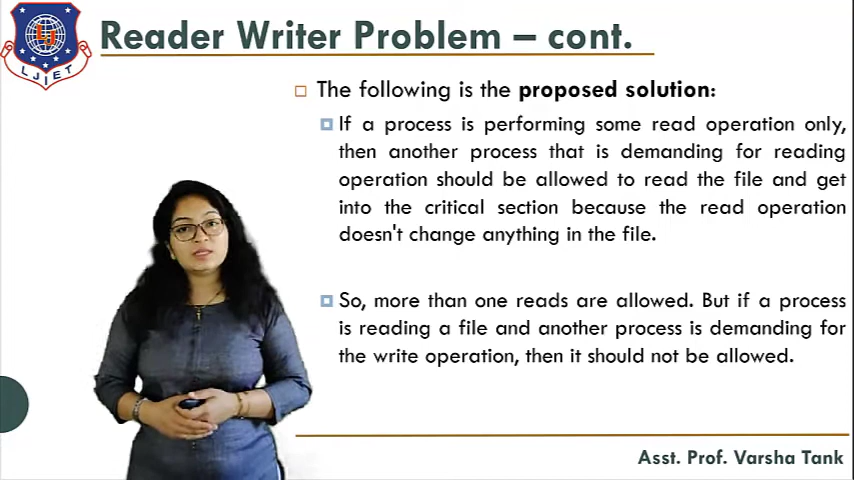 Reader Writer Problem – cont.
LJ
LJIET
The following is the proposed solution:
If a process is performing some read operation only,
then another process that is demanding for reading
operation should be allowed to read the file and get
into the critical section because the read operation
doesn't change anything in the file.
So, more than one reads are allowed. But if a process
is reading a file and another process is demanding for
the write operation, then it should not be allowed.
Asst. Prof. Varsha Tank